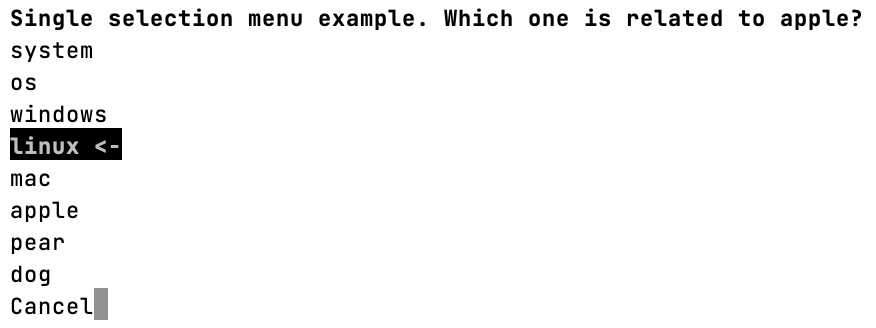 Single selection menu example. Which one is related to apple?
system
os
windows
linux <-
mac
apple
pear
dog
Cancel